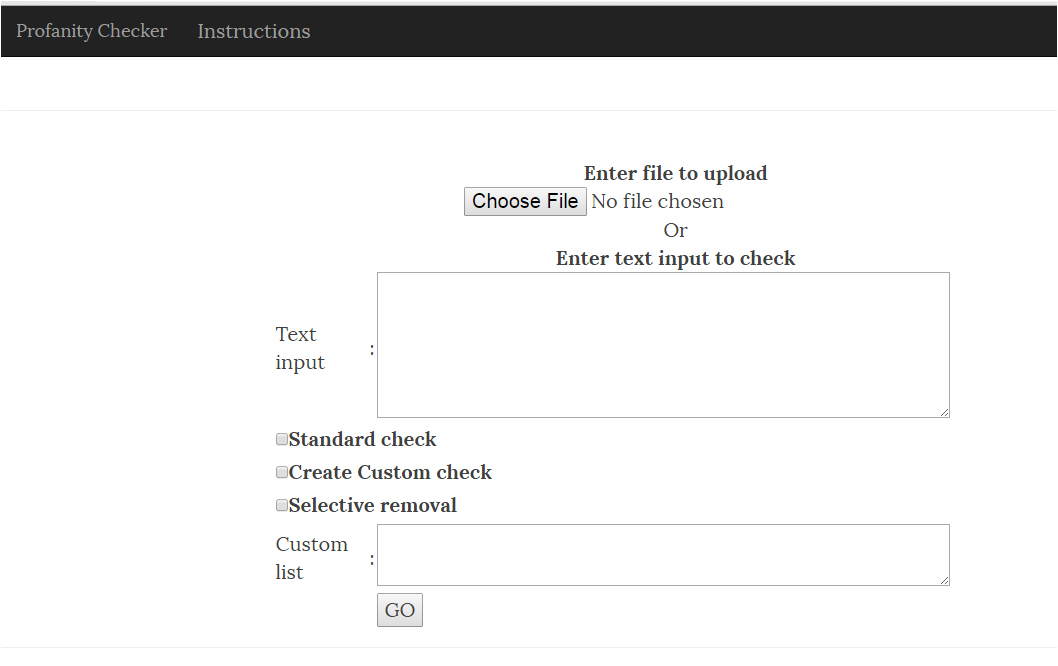 Profanity Checker Instructions
Enter file to upload
Choose File No file chosen
Or
Enter text input to check
Text
input :
Standard check
Create Custom check
Selective removal
Custom
list :
GO